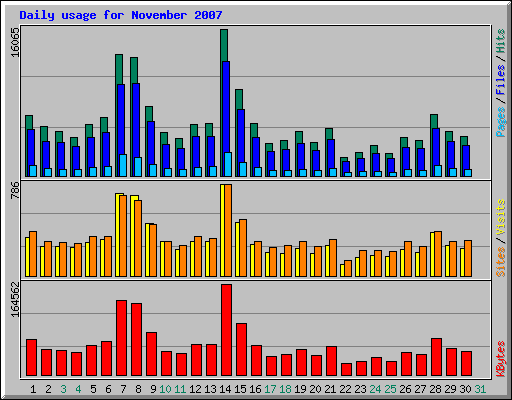 Daily usage for November 2007
16065
Pages / Files / Hits
786
Sites / Visits
164562
KBytes
1 2 3 4 5 6 7 8 9 10 11 12 13 14 15 16 17 18 19 20 21 22 23 24 25 26 27 28 29 30 31